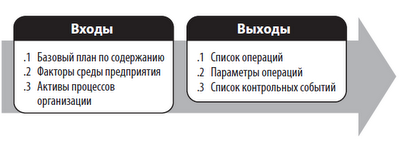 Входы
.1 Базовый план по содержанию
.2 Факторы среды предприятия
.3 Активы процессов
организации
Выходы
.1 Список операций
.2 Параметры операций
.3 Список контрольных событий